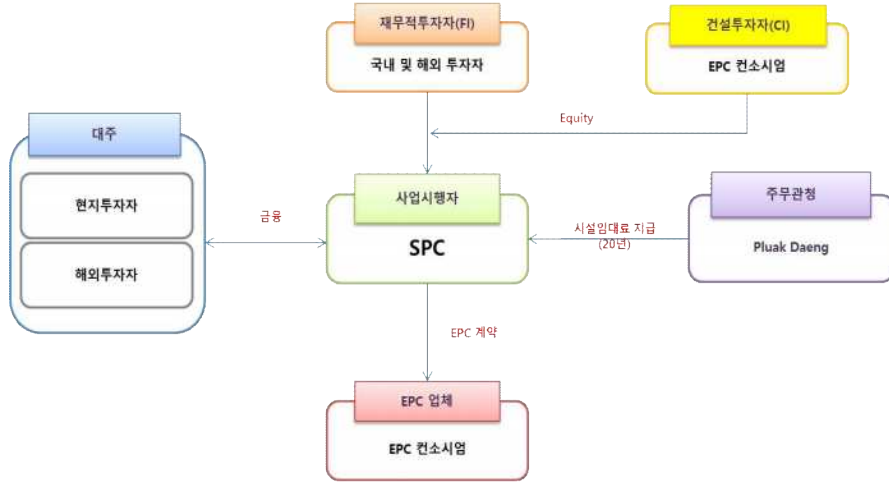 재무적투자자(FI)
국내 및 해외 투자자
건설투자자(CI)
EPC 컨소시엄
Equity
대주
현지투자자
해외투자자
금융
사업시행자
SPC
시설임대료 지급
(20년)
주무관청
Pluak Daeng
EPC 계약
EPC 업체
EPC 컨소시엄